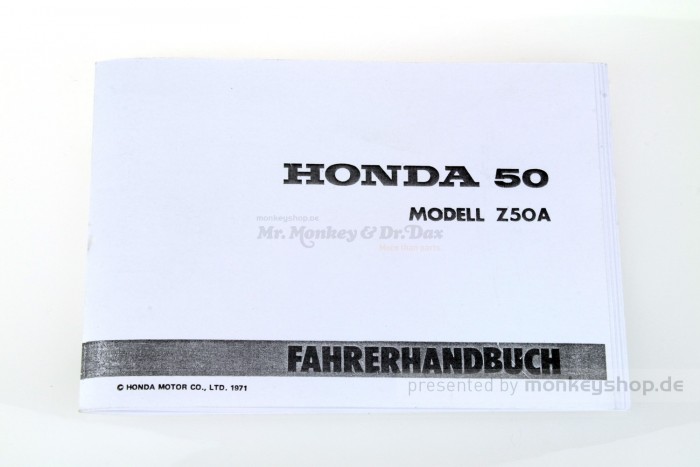 HONDA 50
MODELL Z50A
monkeyshop.de
Mr. Monkey & Dr. Dax
FAHRERHANDBUCH
© HONDA MOTOR CO., LTD. 1971
presented by monkeyshop.de